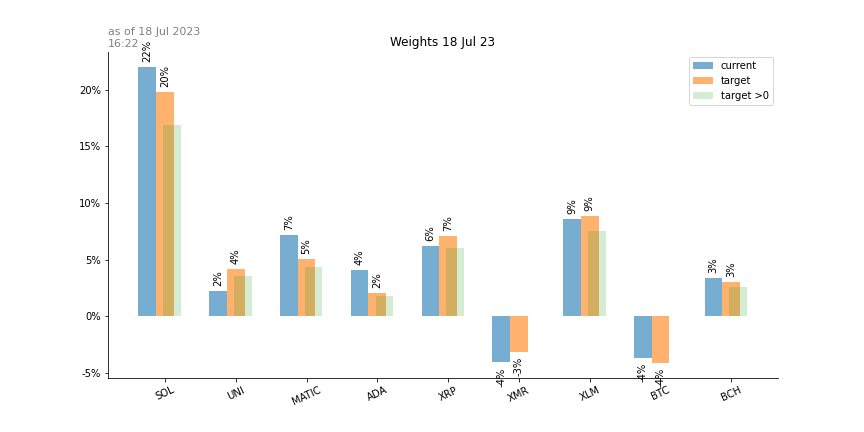 as of 18 Jul 2023
16:22
Weights 18 Jul 23
current
target
target >0
20%
15%
10%
5%
0%
-5%
22%
20%
2%
4%
7%
5%
4%
2%
6%
7%
-4%
-3%
9%
9%
-4%
-4%
3%
3%
SOL
UNI
MATIC
ADA
XRP
XMR
XLM
BTC
BCH